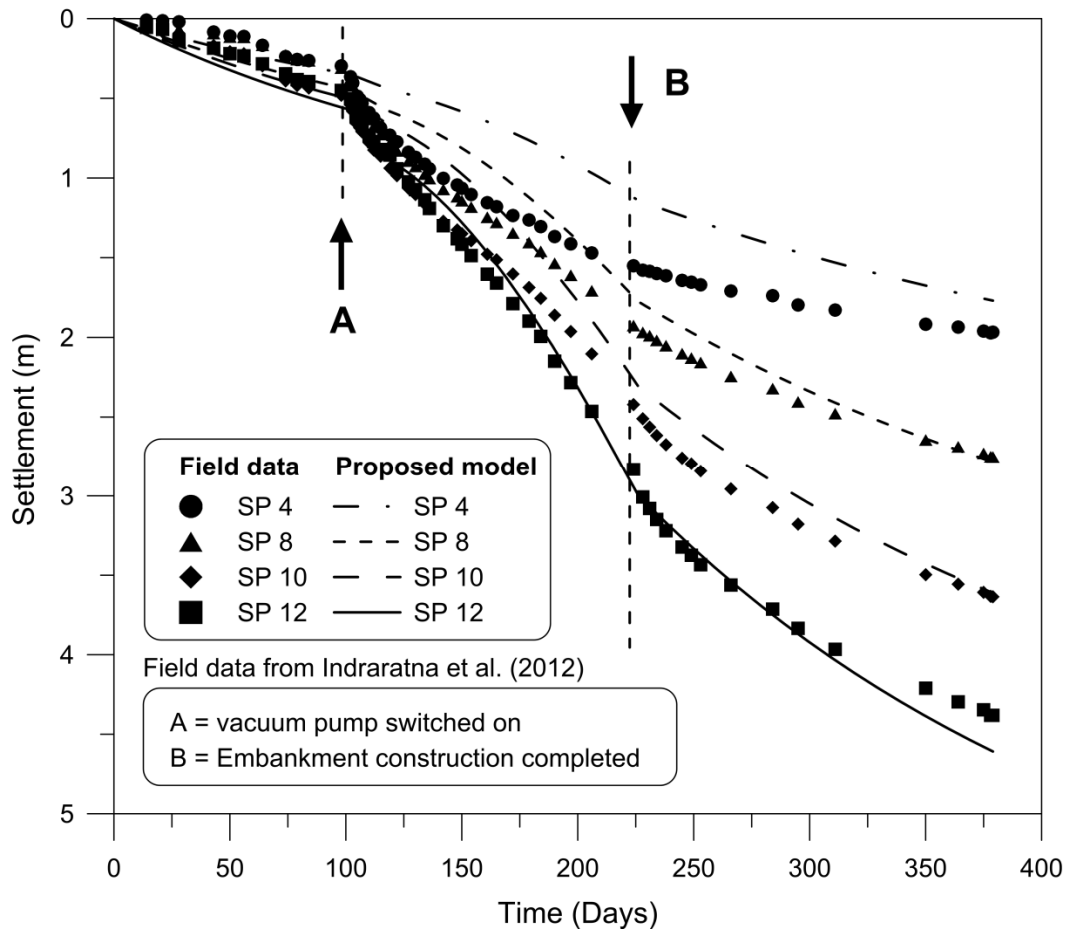 0
1
2
3
4
5
Settlement (m)
A
B
Field data Proposed model
SP 4 SP 4
SP 8 SP 8
SP 10 SP 10
SP 12 SP 12
Field data from Indraratna et al. (2012)
A = vacuum pump switched on
B = Embankment construction completed
0 50 100 150 200 250 300 350 400
Time (Days)